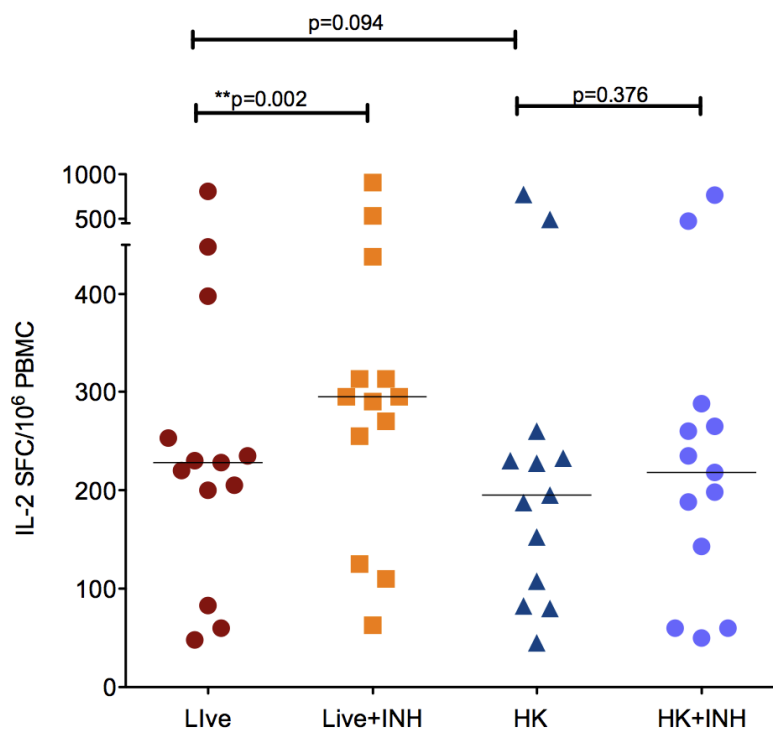 p=0.094
**p=0.002
p=0.376
1000
500
400
300
200
100
0
IL-2 SFC/10⁶ PBMC
LIve
Live+INH
HK
HK+INH